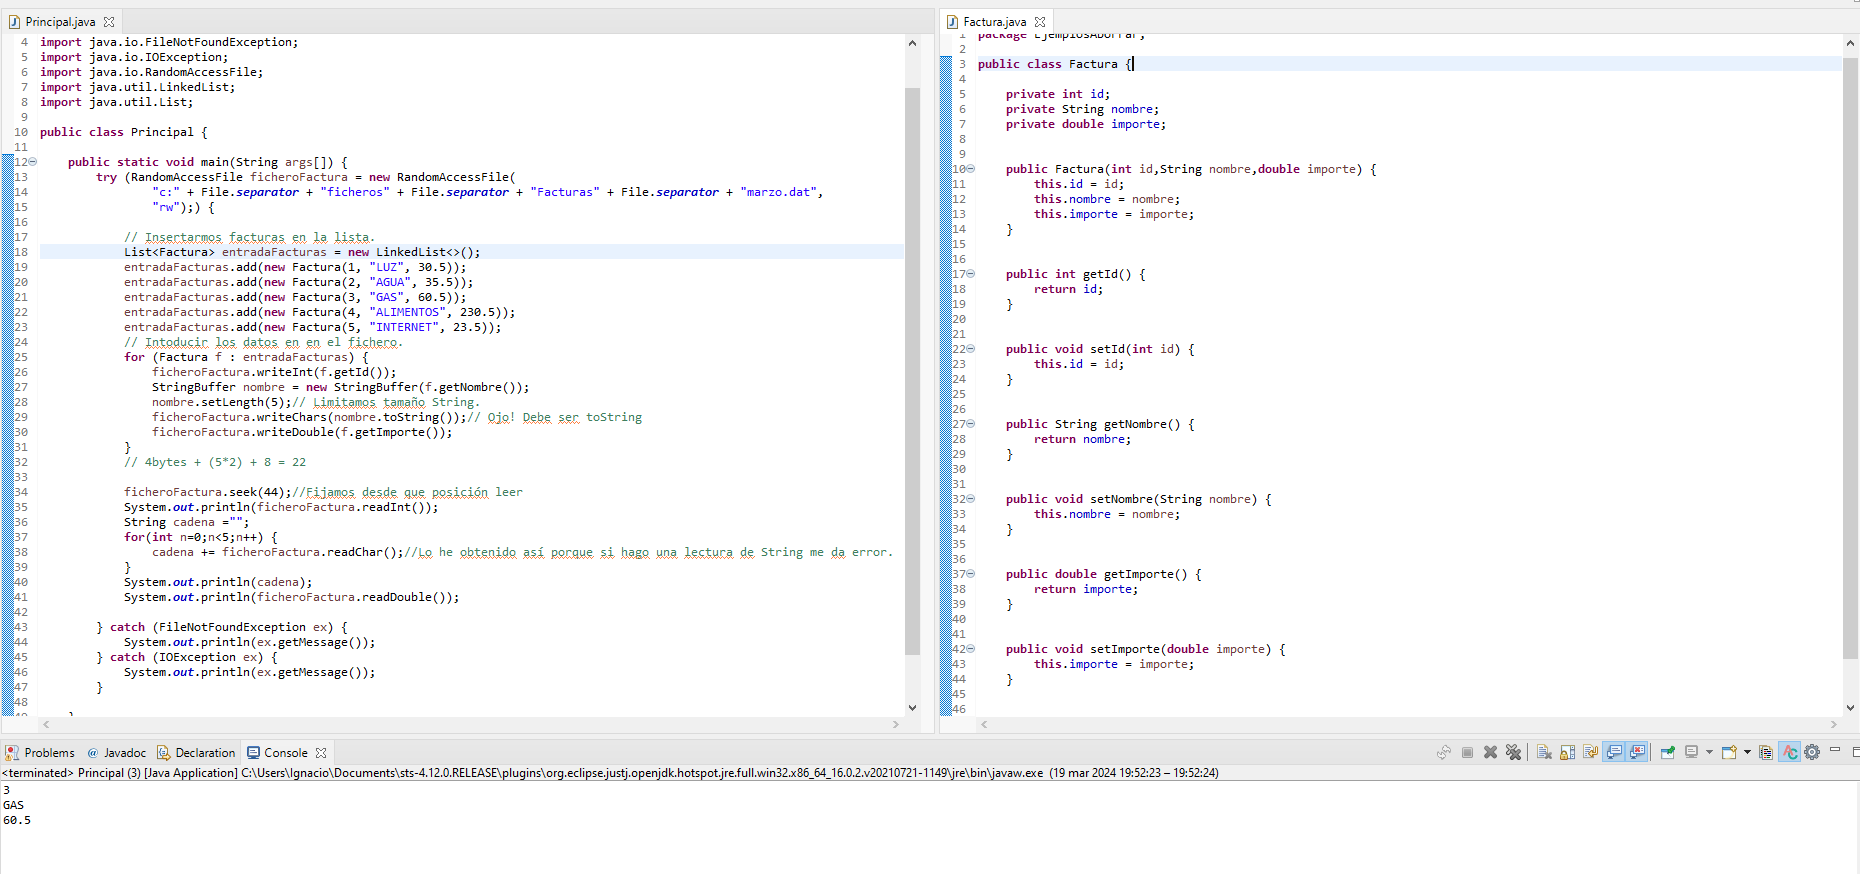 Principal.java
4 import java.io.FileNotFoundException;
5 import java.io.IOException;
6 import java.io.RandomAccessFile;
7 import java.util.LinkedList;
8 import java.util.List;
9
10 public class Principal {
11
12 public static void main(String args[]) {
13 try (RandomAccessFile ficheroFactura = new RandomAccessFile(
14 "c:" + File.separator + "ficheros" + File.separator + "Facturas" + File.separator + "marzo.dat",
15 "rw");) {
16
17 // Insertarmos facturas en la lista.
18 List<Factura> entradaFacturas = new LinkedList<>();
19 entradaFacturas.add(new Factura(1, "LUZ", 30.5));
20 entradaFacturas.add(new Factura(2, "AGUA", 35.5));
21 entradaFacturas.add(new Factura(3, "GAS", 60.5));
22 entradaFacturas.add(new Factura(4, "ALIMENTOS", 230.5));
23 entradaFacturas.add(new Factura(5, "INTERNET", 23.5));
24 // Intoducir los datos en en el fichero.
25 for (Factura f : entradaFacturas) {
26 ficheroFactura.writeInt(f.getId());
27 StringBuffer nombre = new StringBuffer(f.getNombre());
28 nombre.setLength(5);// Limitamos tamaño String.
29 ficheroFactura.writeChars(nombre.toString());// Ojo! Debe ser toString
30 ficheroFactura.writeDouble(f.getImporte());
31 }
32 // 4bytes + (5*2) + 8 = 22
33
34 ficheroFactura.seek(44);//Fijamos desde que posición leer
35 System.out.println(ficheroFactura.readInt());
36 String cadena ="";
37 for(int n=0;n<5;n++) {
38 cadena += ficheroFactura.readChar();//Lo he obtenido así porque si hago una lectura de String me da error.
39 }
40 System.out.println(cadena);
41 System.out.println(ficheroFactura.readDouble());
42
43 } catch (FileNotFoundException ex) {
44 System.out.println(ex.getMessage());
45 } catch (IOException ex) {
46 System.out.println(ex.getMessage());
47 }
48
Factura.java
1 package EjemplosAborrar;
2
3 public class Factura {
4
5 private int id;
6 private String nombre;
7 private double importe;
8
9
10 public Factura(int id,String nombre,double importe) {
11 this.id = id;
12 this.nombre = nombre;
13 this.importe = importe;
14 }
15
16
17 public int getId() {
18 return id;
19 }
20
21
22 public void setId(int id) {
23 this.id = id;
24 }
25
26
27 public String getNombre() {
28 return nombre;
29 }
30
31
32 public void setNombre(String nombre) {
33 this.nombre = nombre;
34 }
35
36
37 public double getImporte() {
38 return importe;
39 }
40
41
42 public void setImporte(double importe) {
43 this.importe = importe;
44 }
45
46
Problems @ Javadoc Declaration Console
<terminated> Principal (3) [Java Application] C:\Users\Ignacio\Documents\sts-4.12.0.RELEASE\plugins\org.eclipse.justj.openjdk.hotspot.jre.full.win32.x86_64_16.0.2.v20210721-1149\jre\bin\javaw.exe (19 mar 2024 19:52:23 – 19:52:24)
3
GAS
60.5